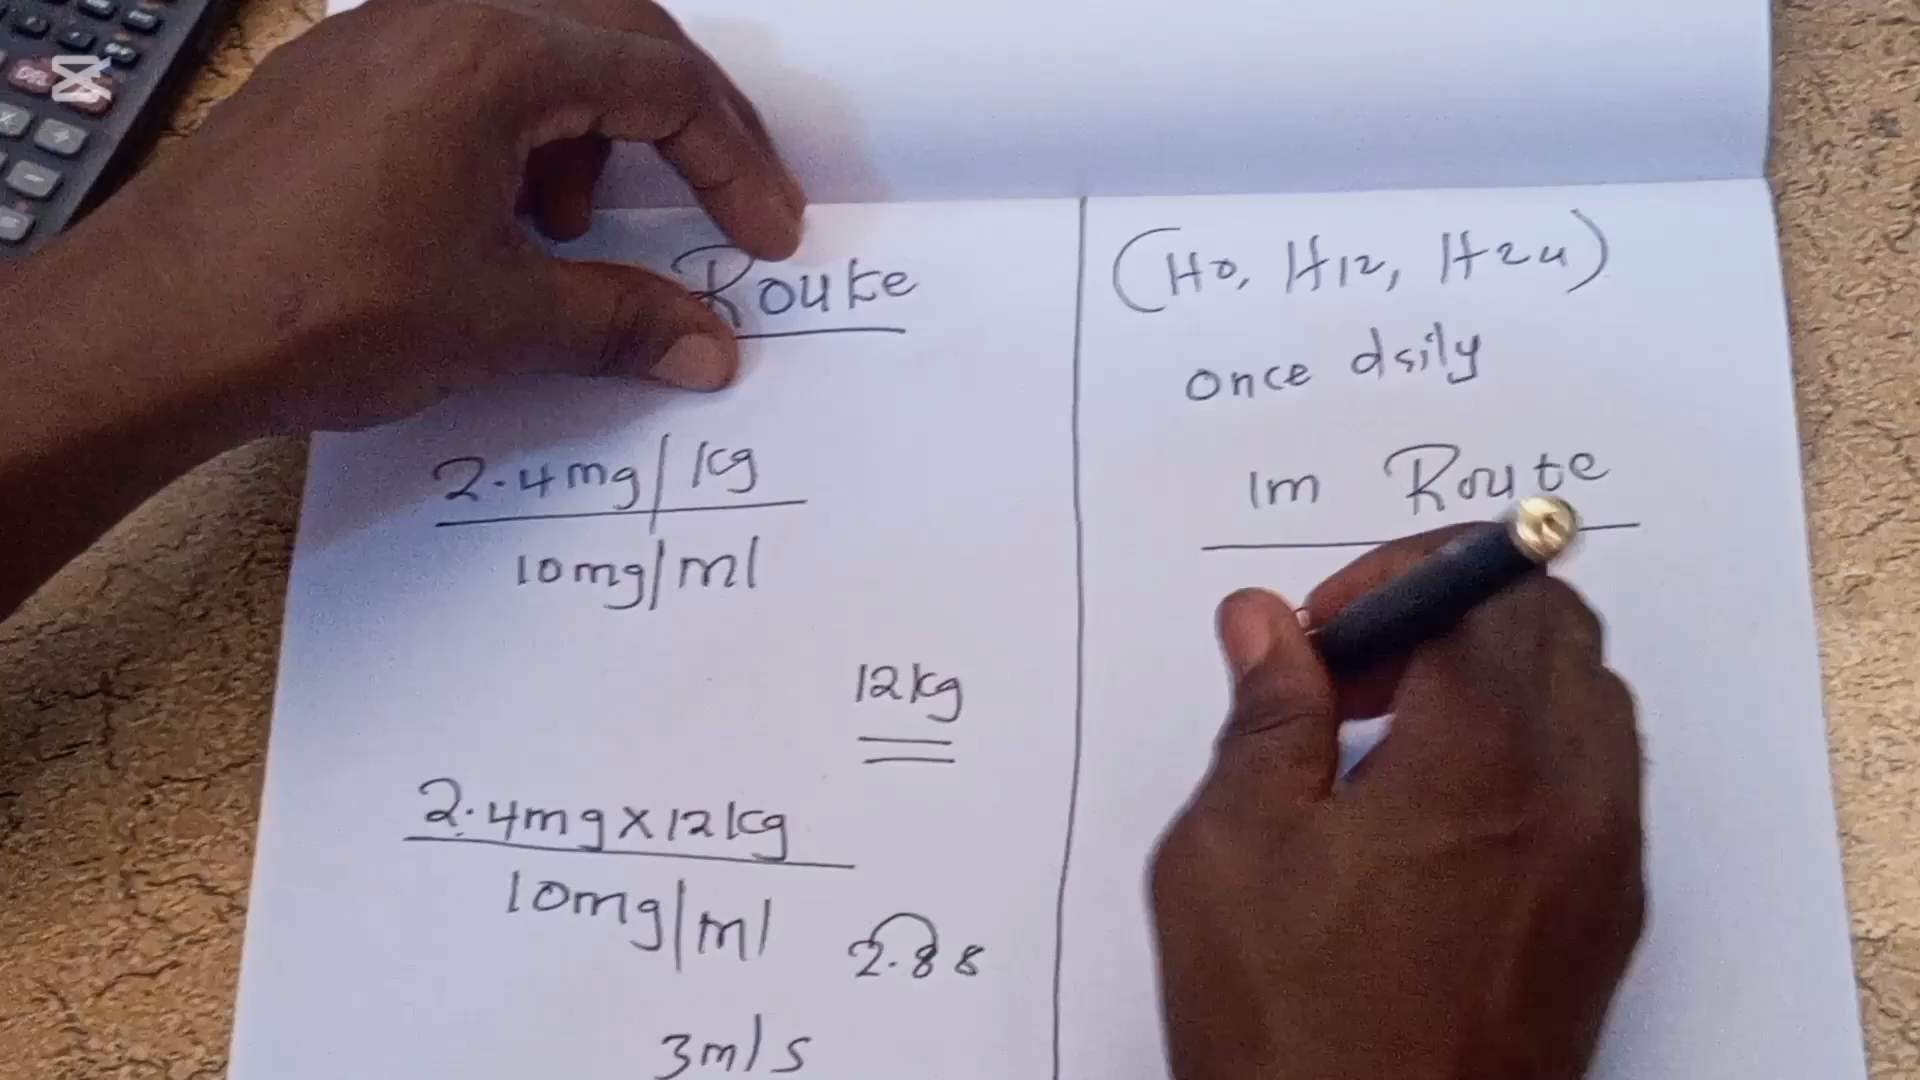 Route
2.4mg/kg
10mg/ml
12kg
2.4mg x 12kg
10mg/ml
2.88
3mls
(H0, H12, H24)
once daily
Im Route